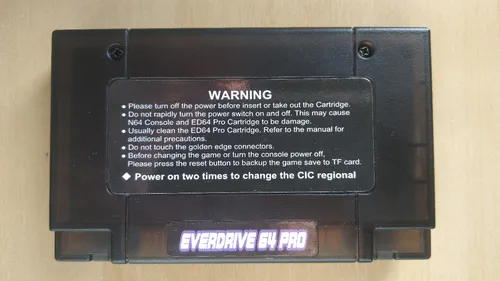 WARNING
● Please turn off the power before insert or take out the Cartridge.
● Do not rapidly turn the power switch on and off. This may cause
N64 Console and ED64 Pro Cartridge to be damage.
● Usually clean the ED64 Pro Cartridge. Refer to the manual for
additional precautions.
● Do not touch the golden edge connectors.
● Before changing the game or turn the console power off,
Please press the reset button to backup the game save to TF card.
◆ Power on two times to change the CIC regional
EVERDRIVE 64 PRO